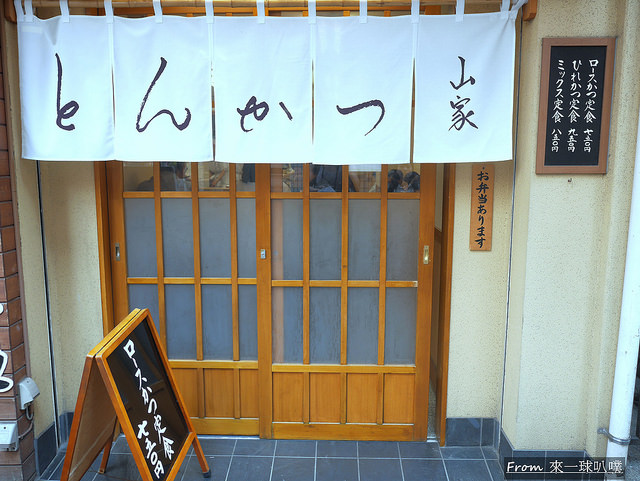 とんかつ
山家
ロースかつ定食 七五〇円
ひれかつ定食 九五〇円
ミックス定食 八五〇円
お弁当あります
ロースかつ定食
七五〇円
From 來一球叭噗